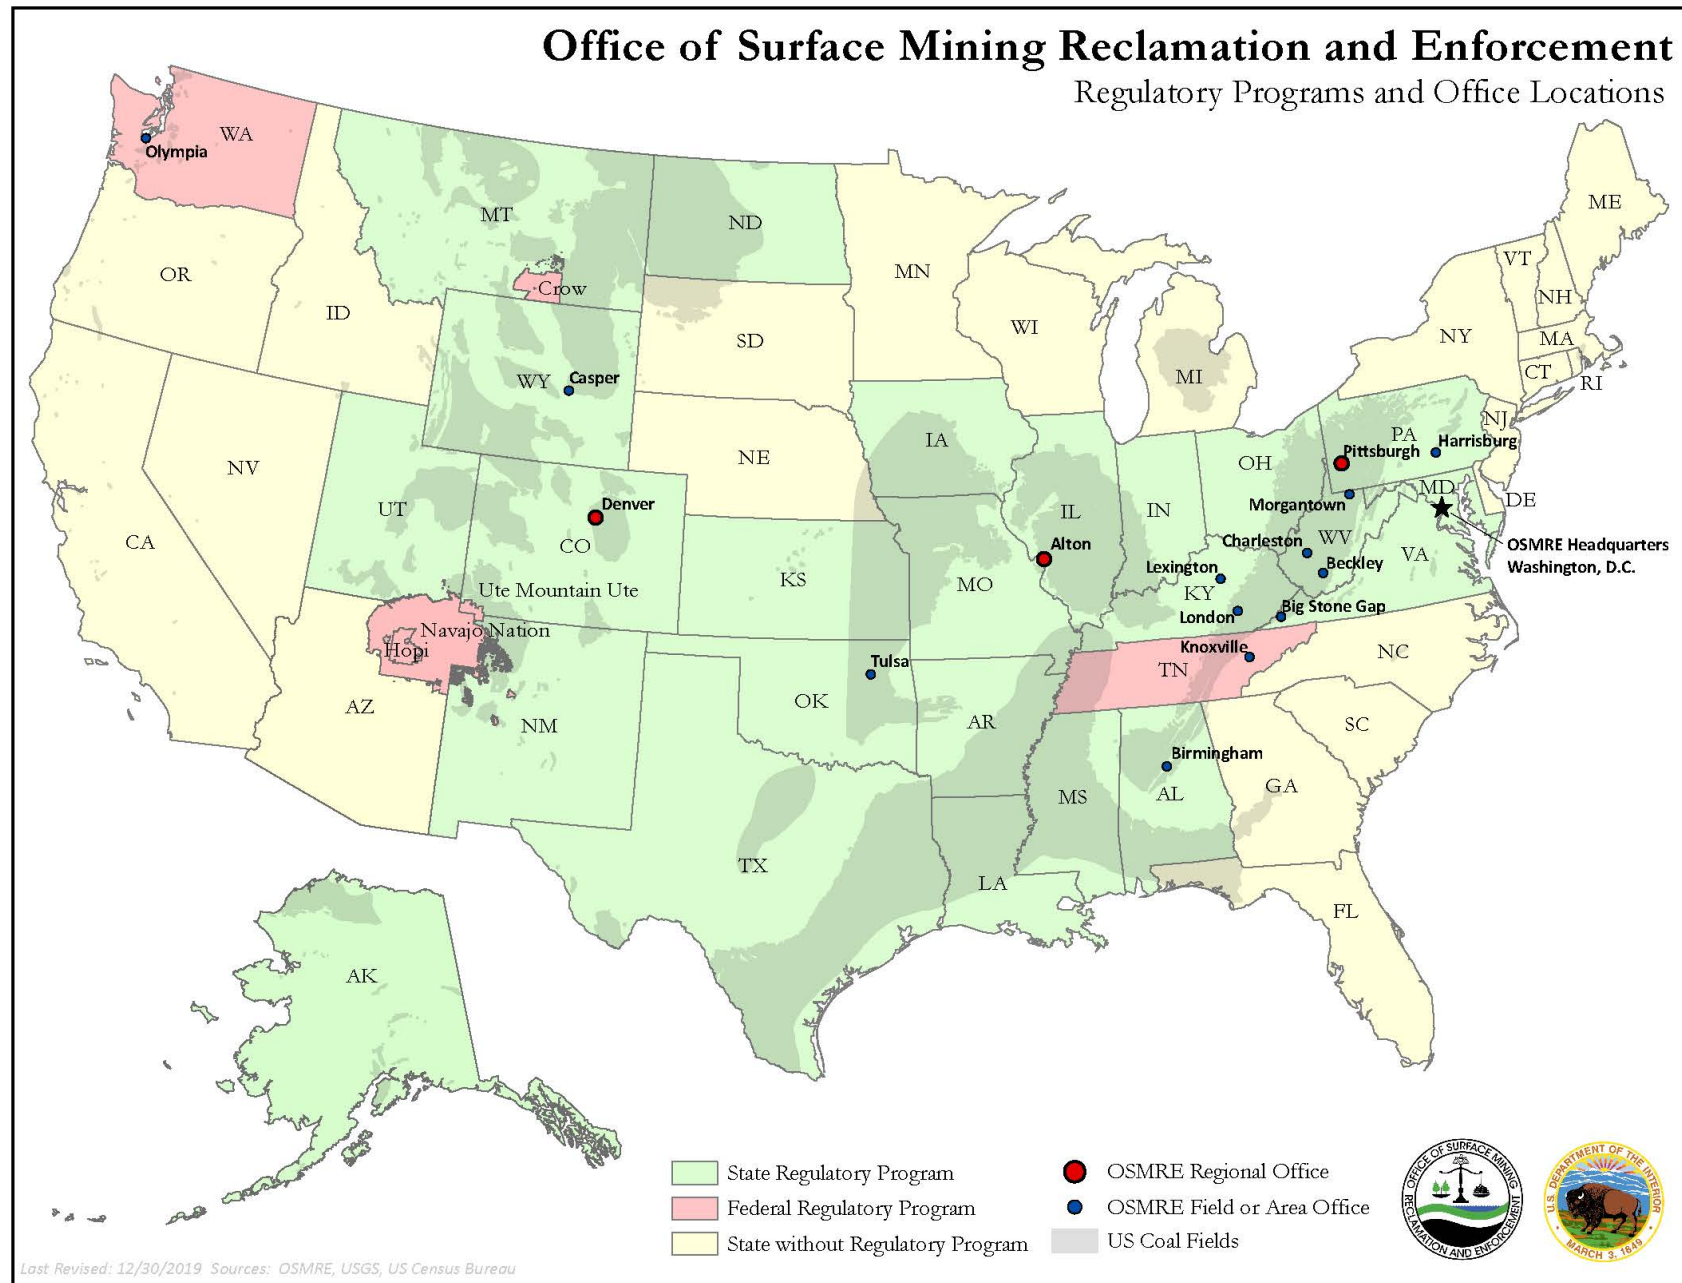 Office of Surface Mining Reclamation and Enforcement
Regulatory Programs and Office Locations
WA
Olympia
MT
ND
MN
ME
VT
NH
OR
ID
Crow
SD
WI
MI
NY
MA
CT
RI
WY
Casper
NE
IA
PA
NJ
Pittsburgh
Harrisburg
NV
UT
Denver
CO
IL
Alton
IN
OH
Morgantown
MD
DE
CA
Ute Mountain Ute
KS
MO
Charleston
WV
Beckley
VA
OSMRE Headquarters
Washington, D.C.
Lexington
KY
London
Big Stone Gap
Navajo Nation
Hopi
Knoxville
TN
NC
Tulsa
AZ
NM
OK
AR
SC
Birmingham
MS
AL
GA
TX
LA
FL
AK
State Regulatory Program
Federal Regulatory Program
State without Regulatory Program
OSMRE Regional Office
OSMRE Field or Area Office
US Coal Fields
OFFICE OF SURFACE MINING
RECLAMATION AND ENFORCEMENT
U.S. DEPARTMENT OF THE INTERIOR
MARCH 3, 1849
Last Revised: 12/30/2019 Sources: OSMRE, USGS, US Census Bureau